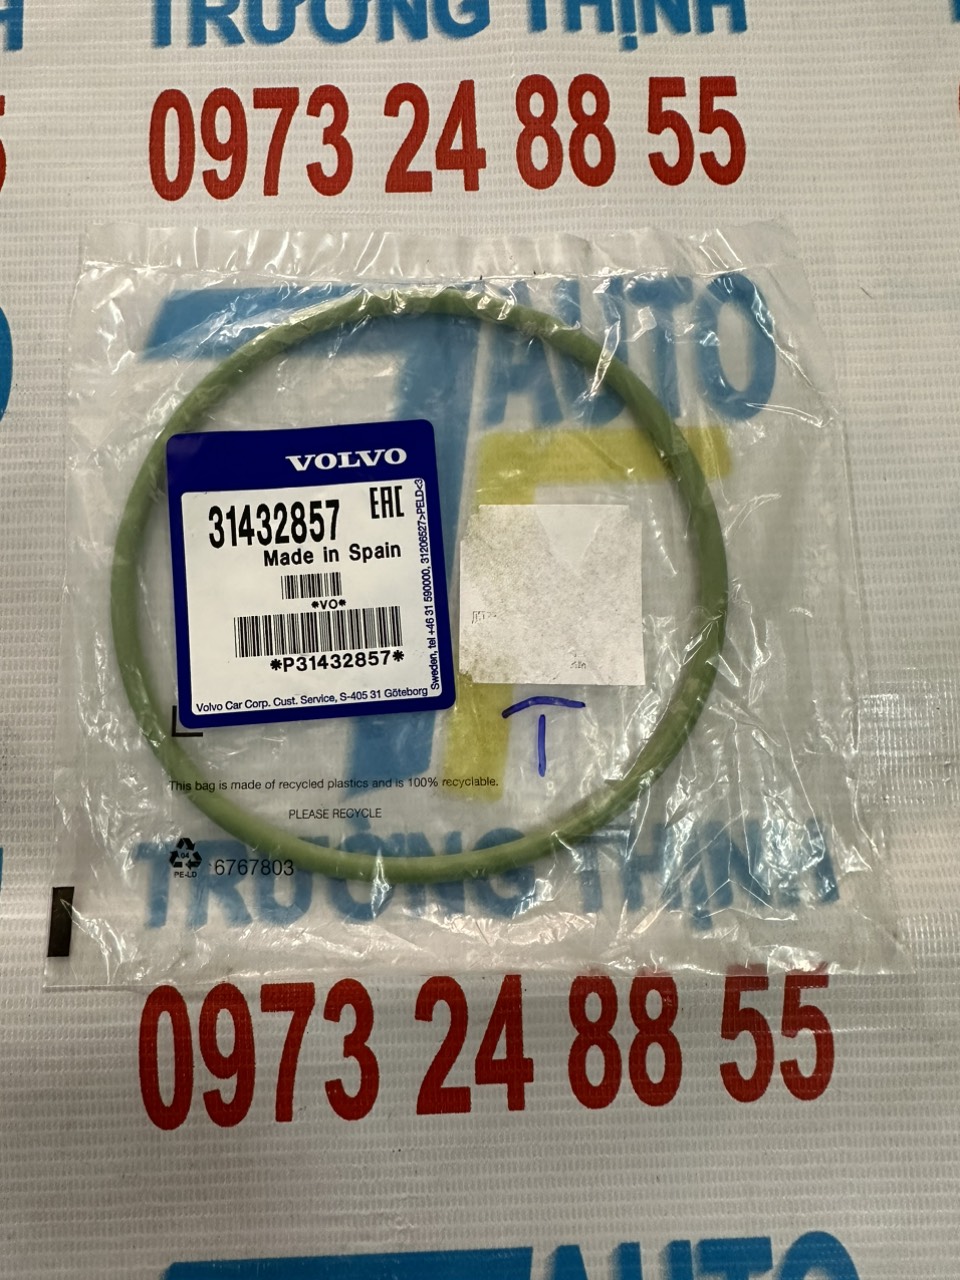 TRƯỜNG THỊNH
0973 24 88 55
AUTO
VOLVO
31432857
EAC
Made in Spain
*VO*
*P31432857*
Volvo Car Corp. Cust. Service, S-405 31 Göteborg
Sweden, tel +46 31 590000, 31206527>PELD<3
T
This bag is made of recycled plastics and is 100% recyclable.
PLEASE RECYCLE
04
PE-LD
6767803
TRƯỜNG THỊNH
0973 24 88 55
AUTO